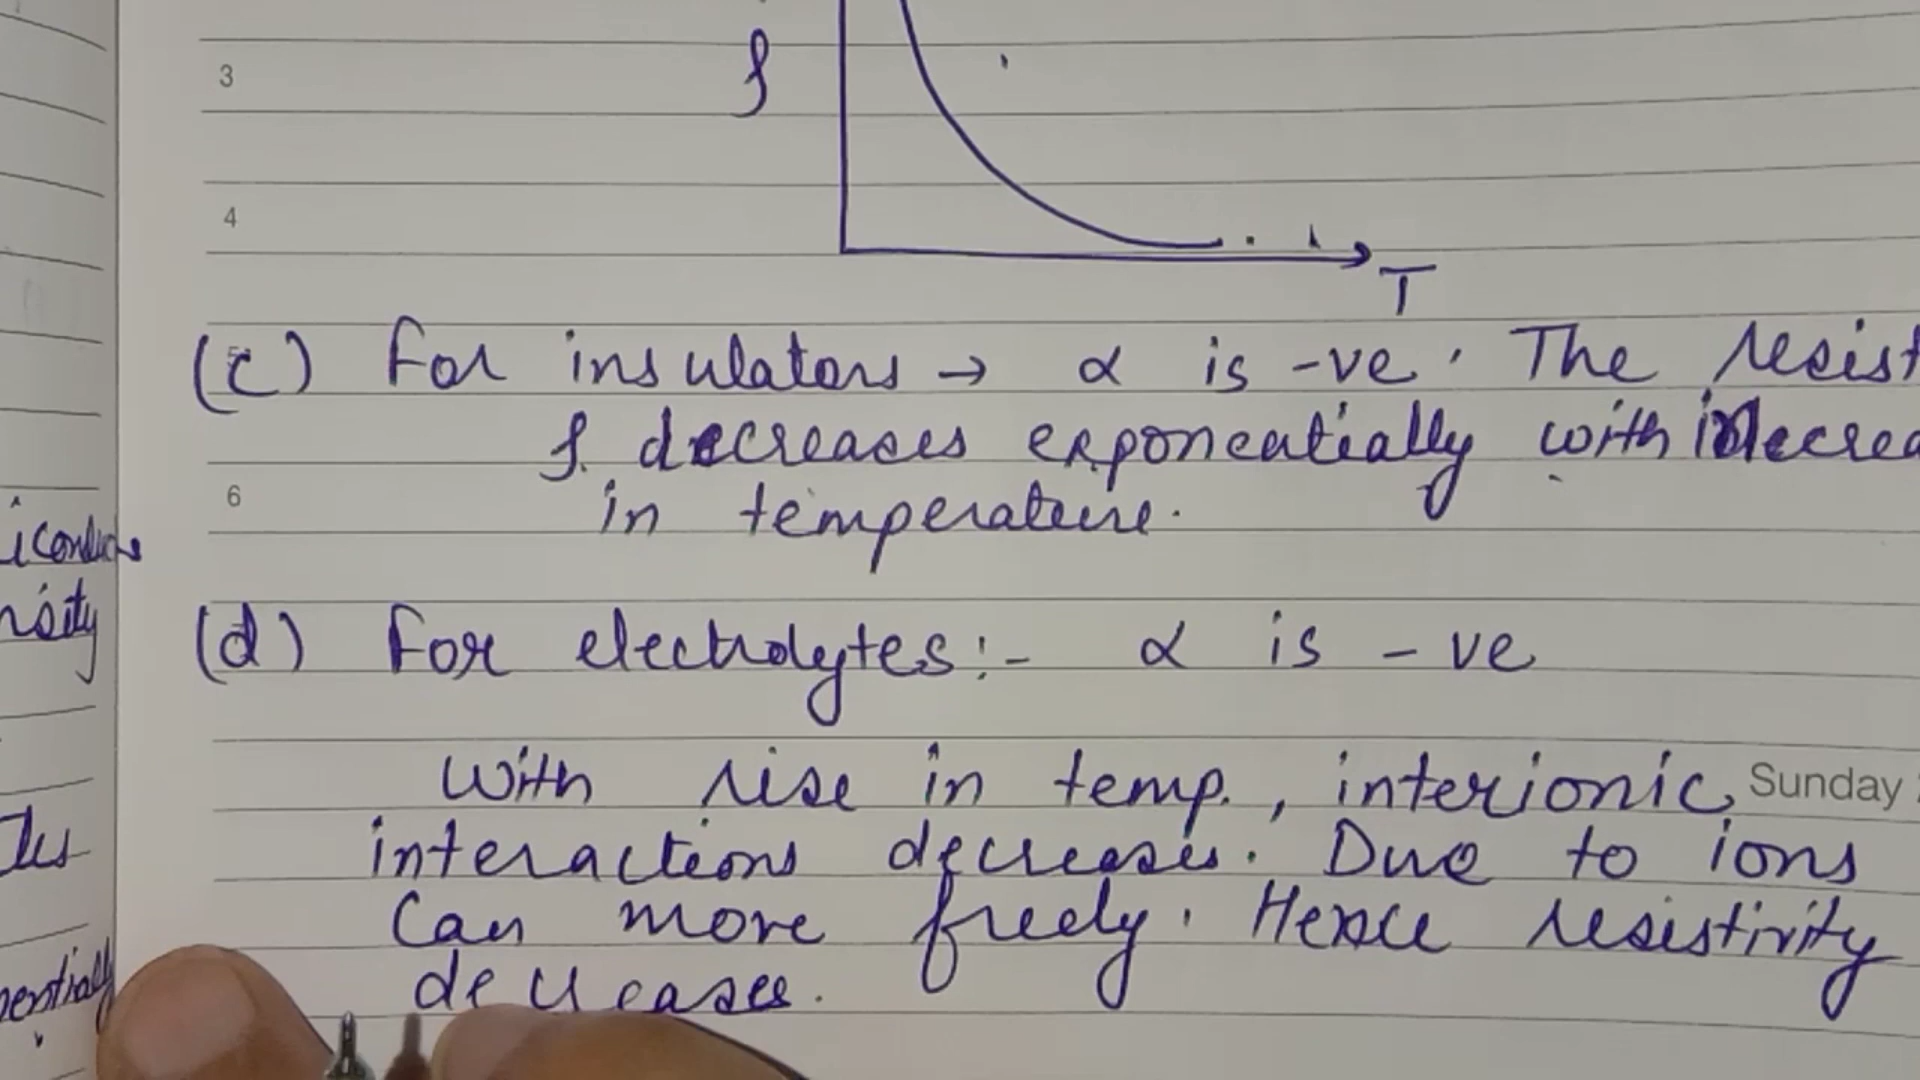 3
ρ
4
T
(c) For insulators → α is -ve. The resist
ρ decreases exponentially with
6
in temperature.
(d) For electrolytes:- α is -ve
With rise in temp., interionic
Sunday
interactions decreases. Due to ions
Can move freely. Hence resistivity
decreases.